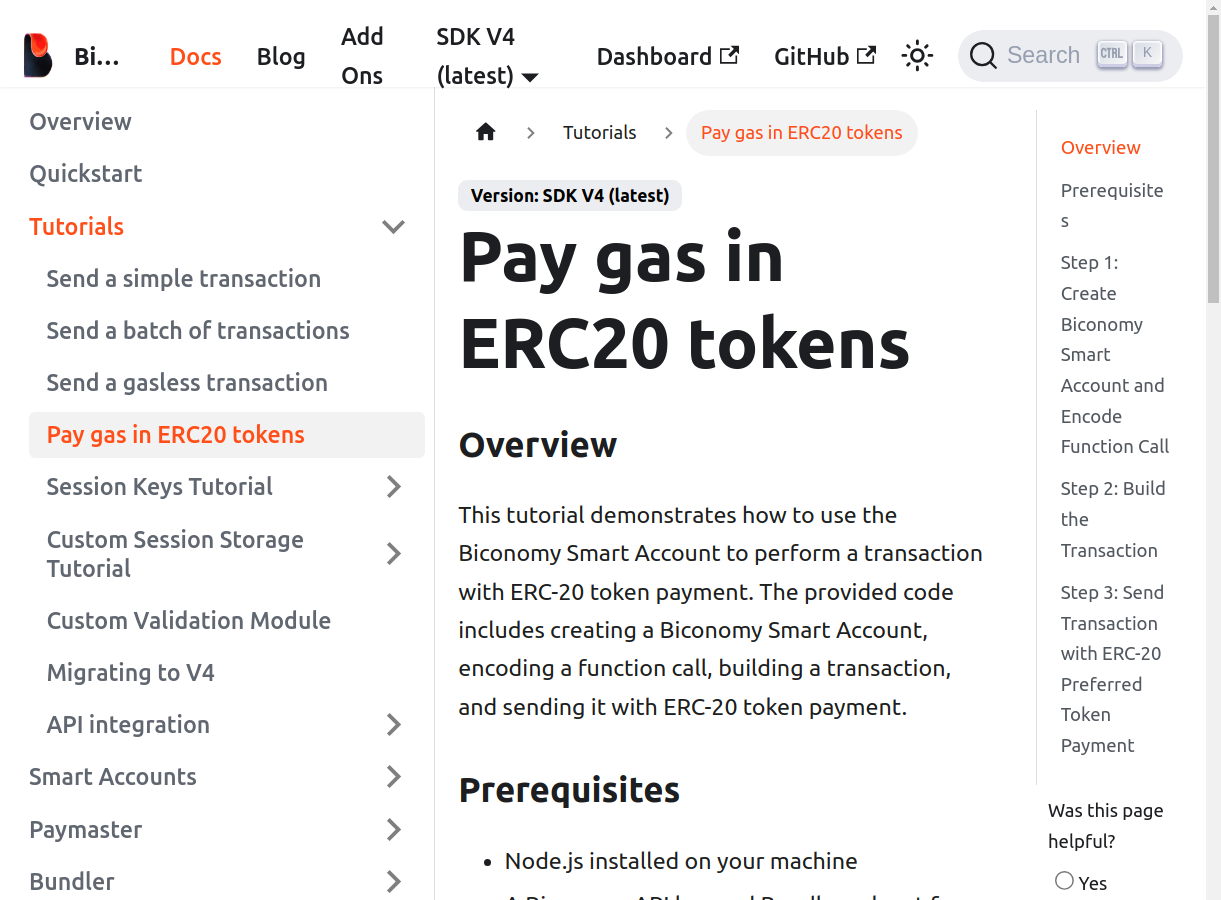 Bi...
Docs
Blog
Add
Ons
SDK V4
(latest)
Dashboard
GitHub
Search
CTRL
K
Overview
Quickstart
Tutorials
Send a simple transaction
Send a batch of transactions
Send a gasless transaction
Pay gas in ERC20 tokens
Session Keys Tutorial
Custom Session Storage
Tutorial
Custom Validation Module
Migrating to V4
API integration
Smart Accounts
Paymaster
Bundler
Tutorials
Pay gas in ERC20 tokens
Version: SDK V4 (latest)
Pay gas in
ERC20 tokens
Overview
This tutorial demonstrates how to use the
Biconomy Smart Account to perform a transaction
with ERC-20 token payment. The provided code
includes creating a Biconomy Smart Account,
encoding a function call, building a transaction,
and sending it with ERC-20 token payment.
Prerequisites
• Node.js installed on your machine
Overview
Prerequisite
s
Step 1:
Create
Biconomy
Smart
Account and
Encode
Function Call
Step 2: Build
the
Transaction
Step 3: Send
Transaction
with ERC-20
Preferred
Token
Payment
Was this page
helpful?
Yes